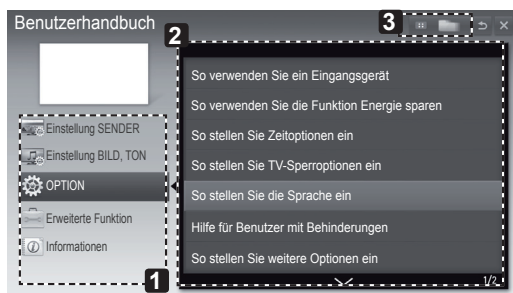 Benutzerhandbuch
2
3
Einstellung SENDER
Einstellung BILD, TON
OPTION
Erweiterte Funktion
Informationen
1
So verwenden Sie ein Eingangsgerät
So verwenden Sie die Funktion Energie sparen
So stellen Sie Zeitoptionen ein
So stellen Sie TV-Sperroptionen ein
So stellen Sie die Sprache ein
Hilfe für Benutzer mit Behinderungen
So stellen Sie weitere Optionen ein
1/2